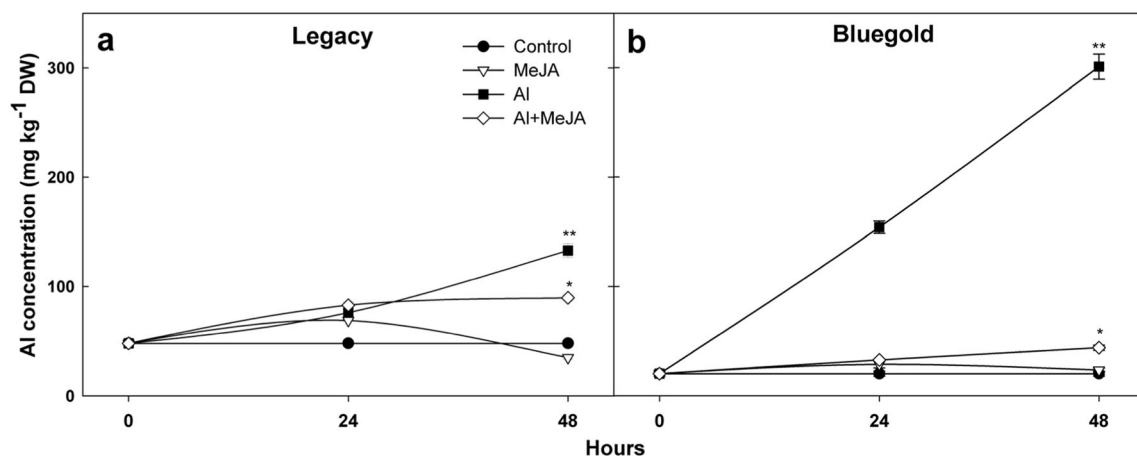 a
Legacy
Control
MeJA
Al
Al+MeJA
b
Bluegold
**
*
**
*
Al concentration (mg kg⁻¹ DW)
300
200
100
0
0
24
48
0
24
48
Hours